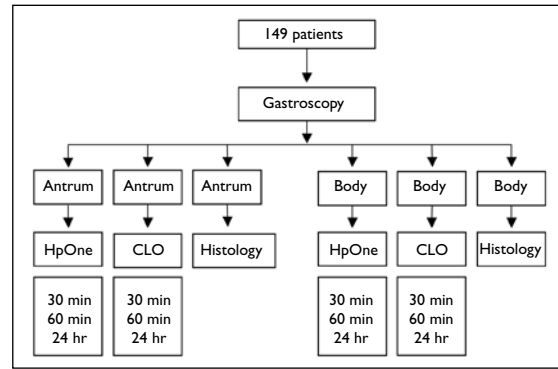 149 patients
Gastroscopy
Antrum Antrum Antrum Body Body Body
HpOne CLO Histology HpOne CLO Histology
30 min 30 min 30 min 30 min
60 min 60 min 60 min 60 min
24 hr 24 hr 24 hr 24 hr